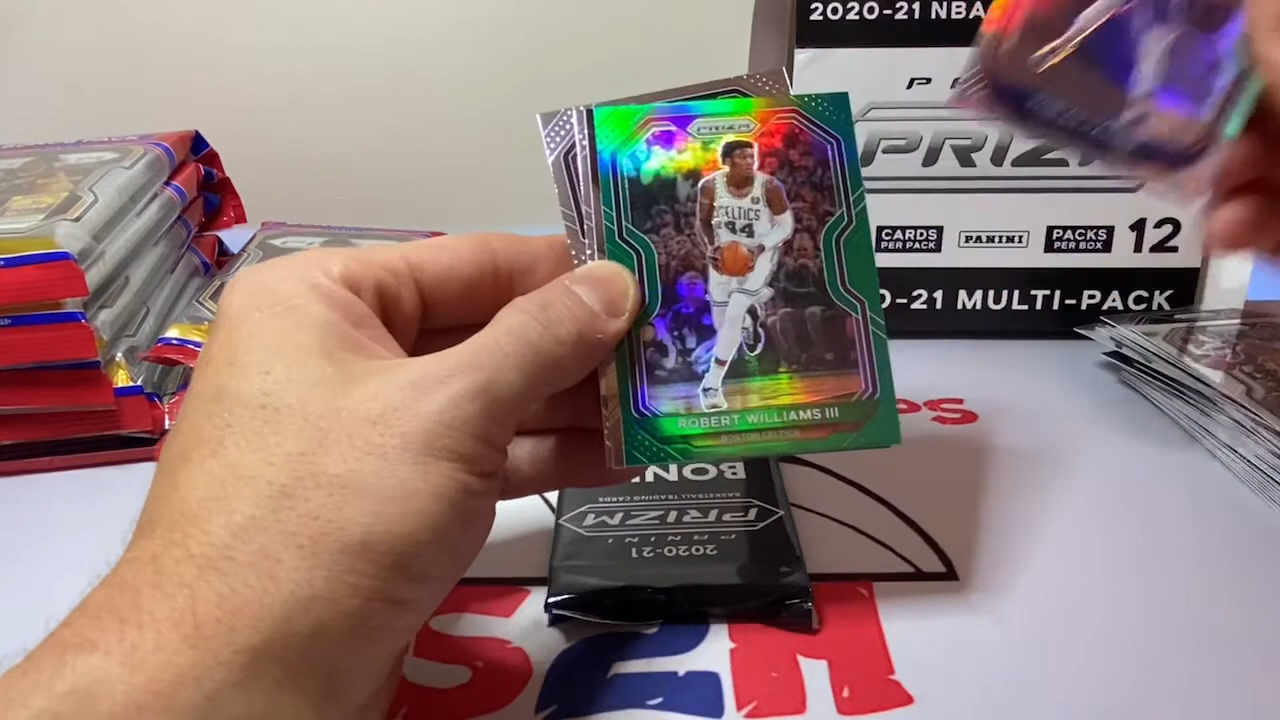 2020-21 NBA
PRIZ
CARDS
PER PACK
PANINI
PACKS
PER BOX
12
0-21 MULTI-PACK
PRIZM
CELTICS
44
ROBERT WILLIAMS III
BOSTON CELTICS
BON
BASKETBALL TRADING CARDS
PRIZM
PANINI
2020-21